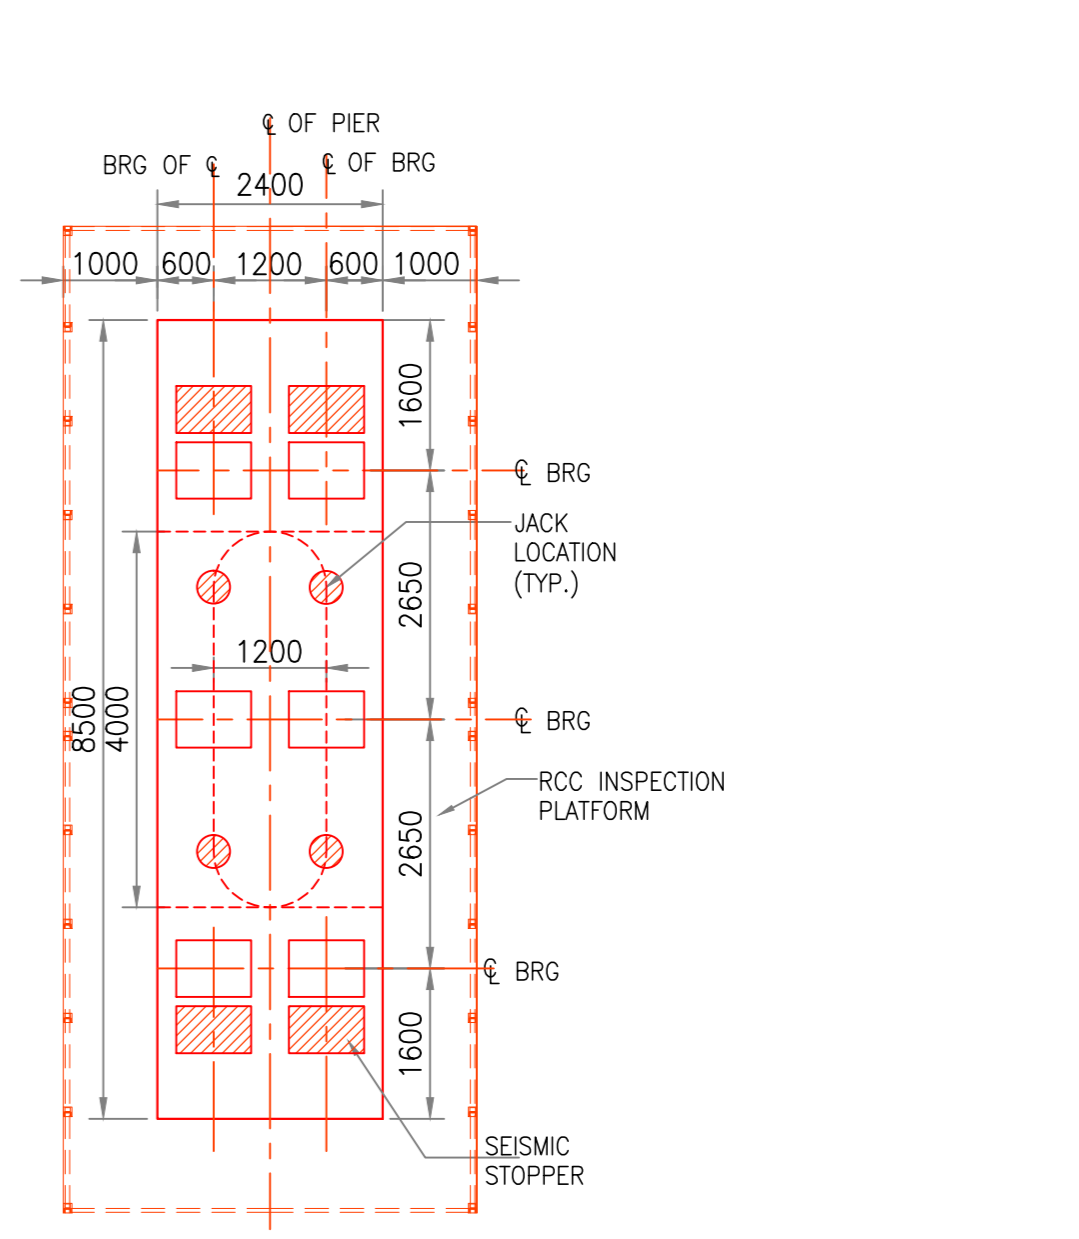 ℄ OF PIER
BRG OF ℄
℄ OF BRG
2400
1000 600 1200 600 1000
1600
℄ BRG
JACK
LOCATION
(TYP.)
2650
1200
8500
4000
℄ BRG
RCC INSPECTION
PLATFORM
2650
℄ BRG
1600
SEISMIC
STOPPER